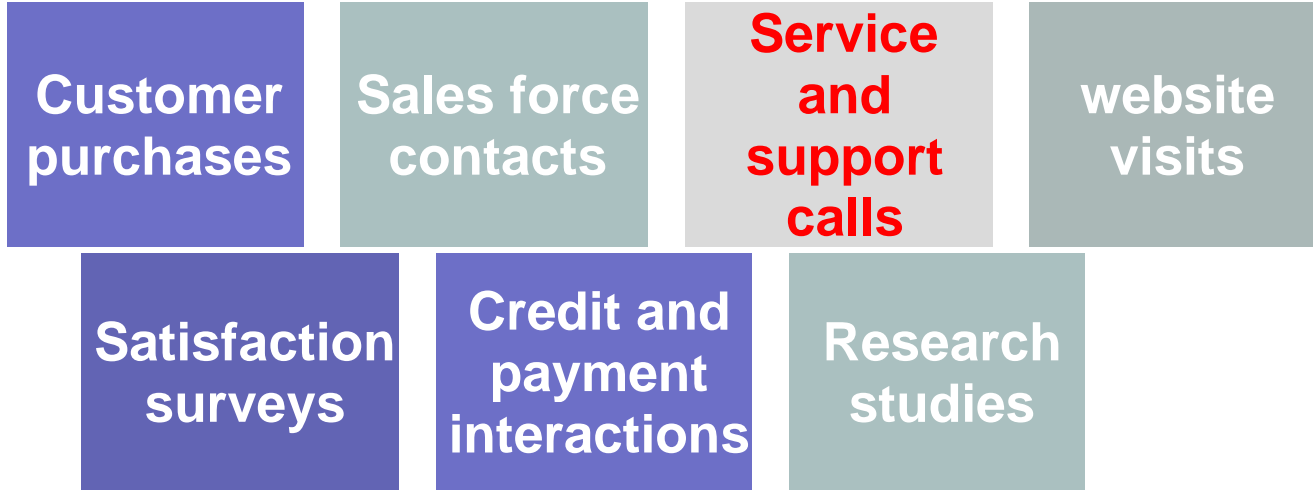 Customer
purchases
Sales force
contacts
Service
and
support
calls
website
visits
Satisfaction
surveys
Credit and
payment
interactions
Research
studies